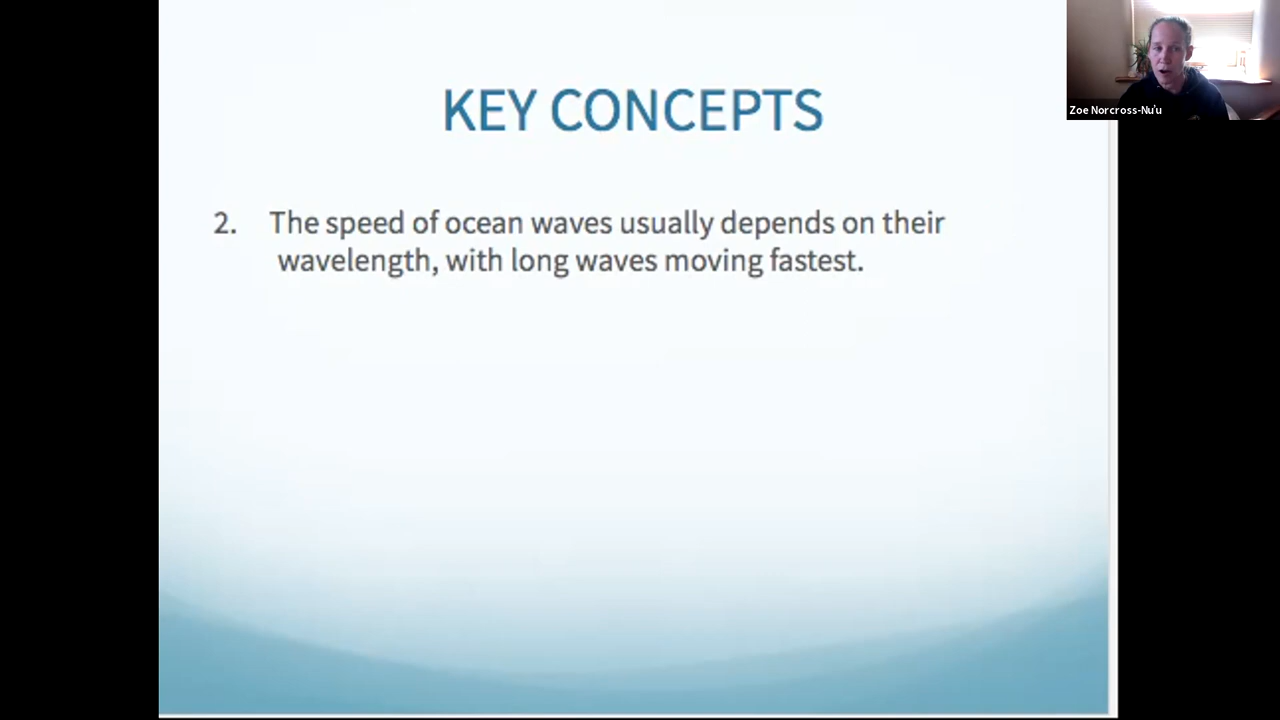 KEY CONCEPTS
2. The speed of ocean waves usually depends on their
wavelength, with long waves moving fastest.
Zoe Norcross-Nu'u